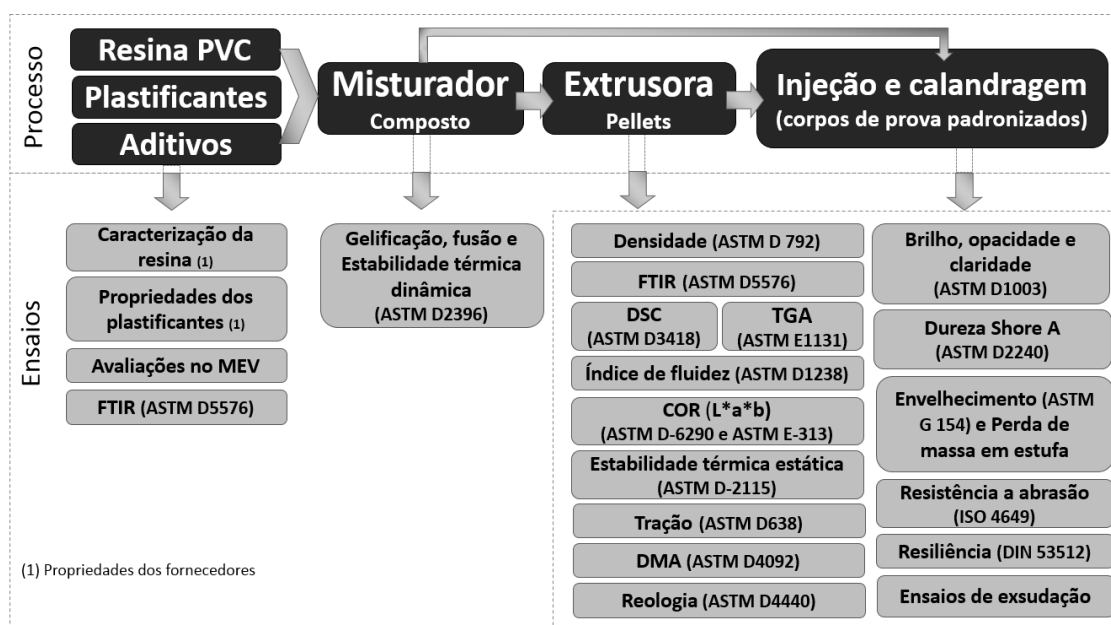 Processo
Resina PVC
Plastificantes
Aditivos
Misturador
Composto
Extrusora
Pellets
Injeção e calandragem
(corpos de prova padronizados)
Ensaios
Caracterização da
resina (1)
Propriedades dos
plastificantes (1)
Avaliações no MEV
FTIR (ASTM D5576)
Gelificação, fusão e
Estabilidade térmica
dinâmica
(ASTM D2396)
Densidade (ASTM D 792)
FTIR (ASTM D5576)
DSC
(ASTM D3418)
TGA
(ASTM E1131)
Índice de fluidez (ASTM D1238)
COR (L*a*b)
(ASTM D-6290 e ASTM E-313)
Estabilidade térmica estática
(ASTM D-2115)
Tração (ASTM D638)
DMA (ASTM D4092)
Reologia (ASTM D4440)
Brilho, opacidade e
claridade
(ASTM D1003)
Dureza Shore A
(ASTM D2240)
Envelhecimento (ASTM
G 154) e Perda de
massa em estufa
Resistência a abrasão
(ISO 4649)
Resiliência (DIN 53512)
Ensaios de exsudação
(1) Propriedades dos fornecedores